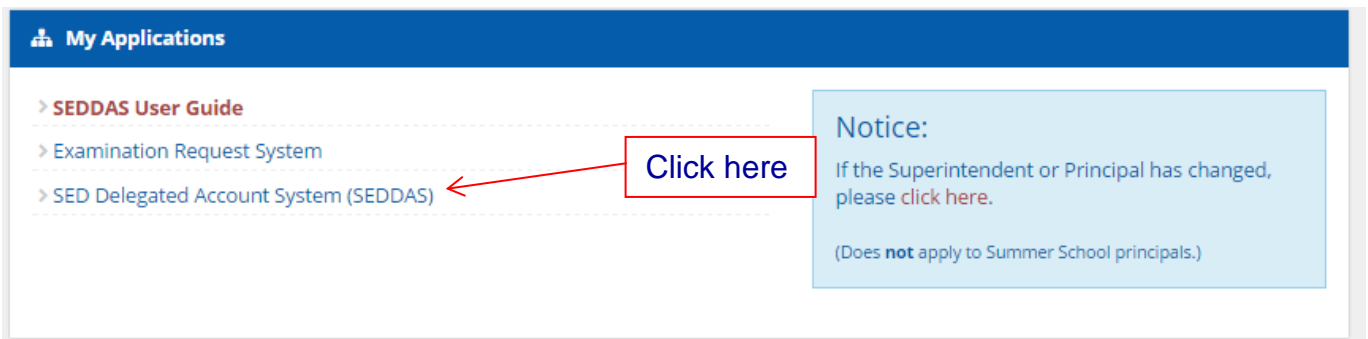 My Applications
SEDDAS User Guide
Examination Request System
SED Delegated Account System (SEDDAS)
Click here
Notice:
If the Superintendent or Principal has changed,
please click here.
(Does not apply to Summer School principals.)